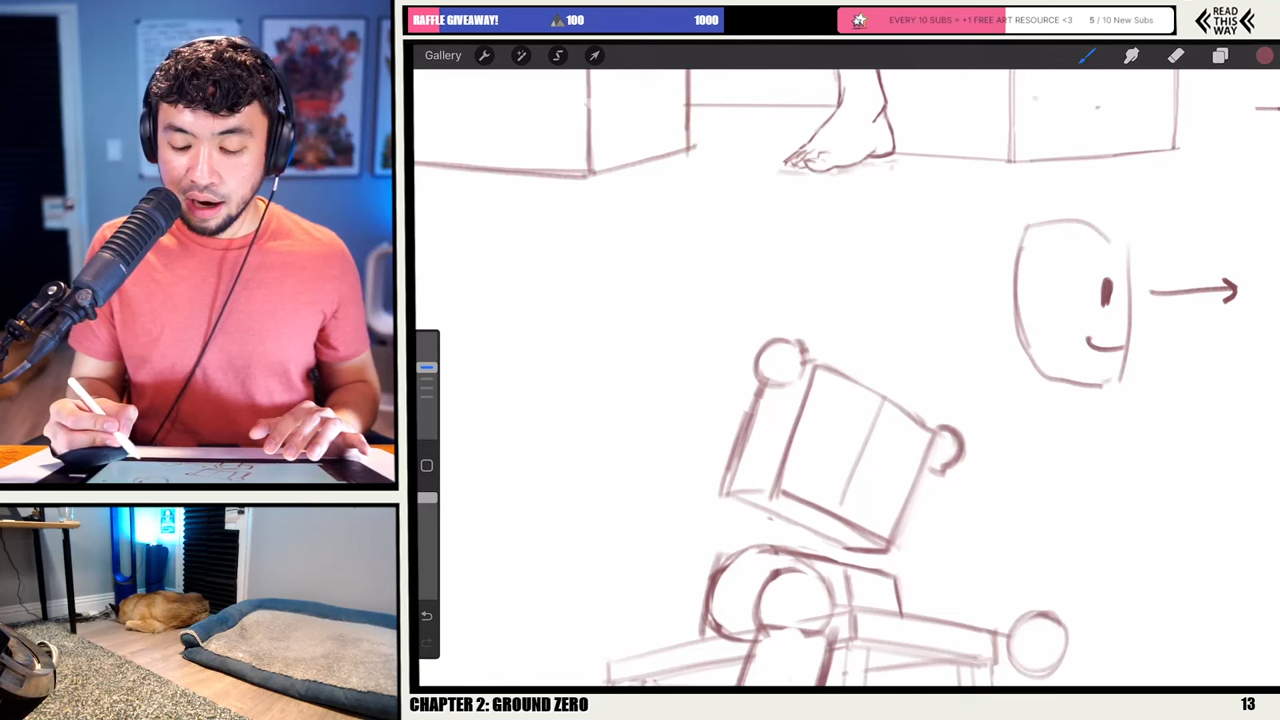 RAFFLE GIVEAWAY! 100 1000
EVERY 10 SUBS = +1 FREE ART RESOURCE <3 5 / 10 New Subs
READ
THIS
WAY
Gallery
CHAPTER 2: GROUND ZERO
13